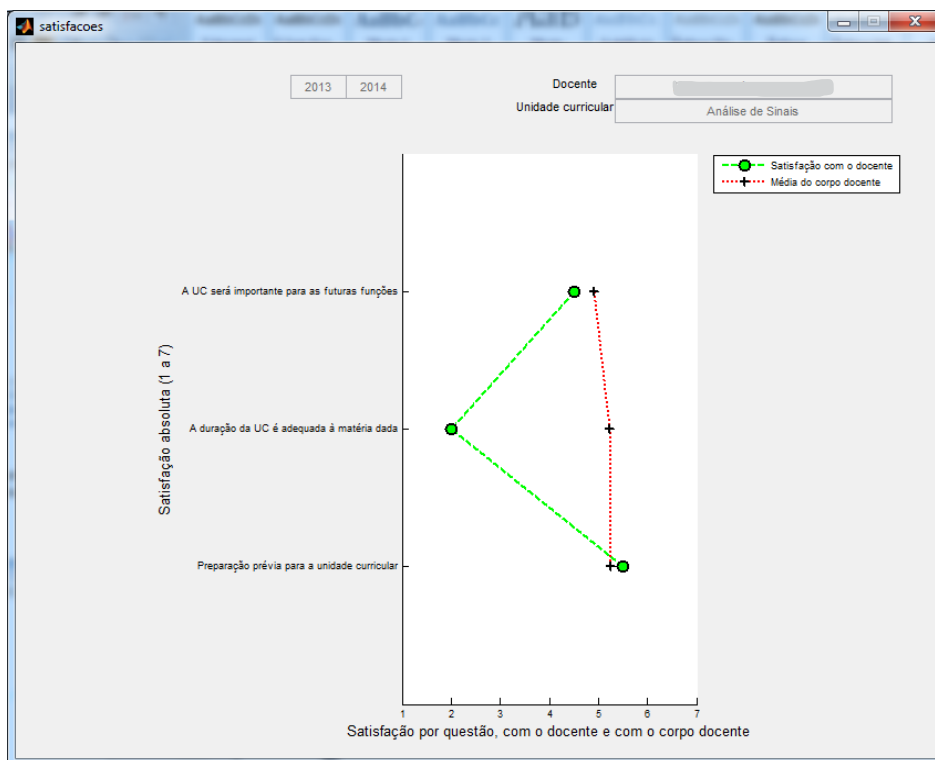 satisfacoes
2013 2014
Docente
Unidade curricular
Análise de Sinais
Satisfação com o docente
Média do corpo docente
A UC será importante para as futuras funções
A duração da UC é adequada à matéria dada
Preparação prévia para a unidade curricular
Satisfação absoluta (1 a 7)
1 2 3 4 5 6 7
Satisfação por questão, com o docente e com o corpo docente